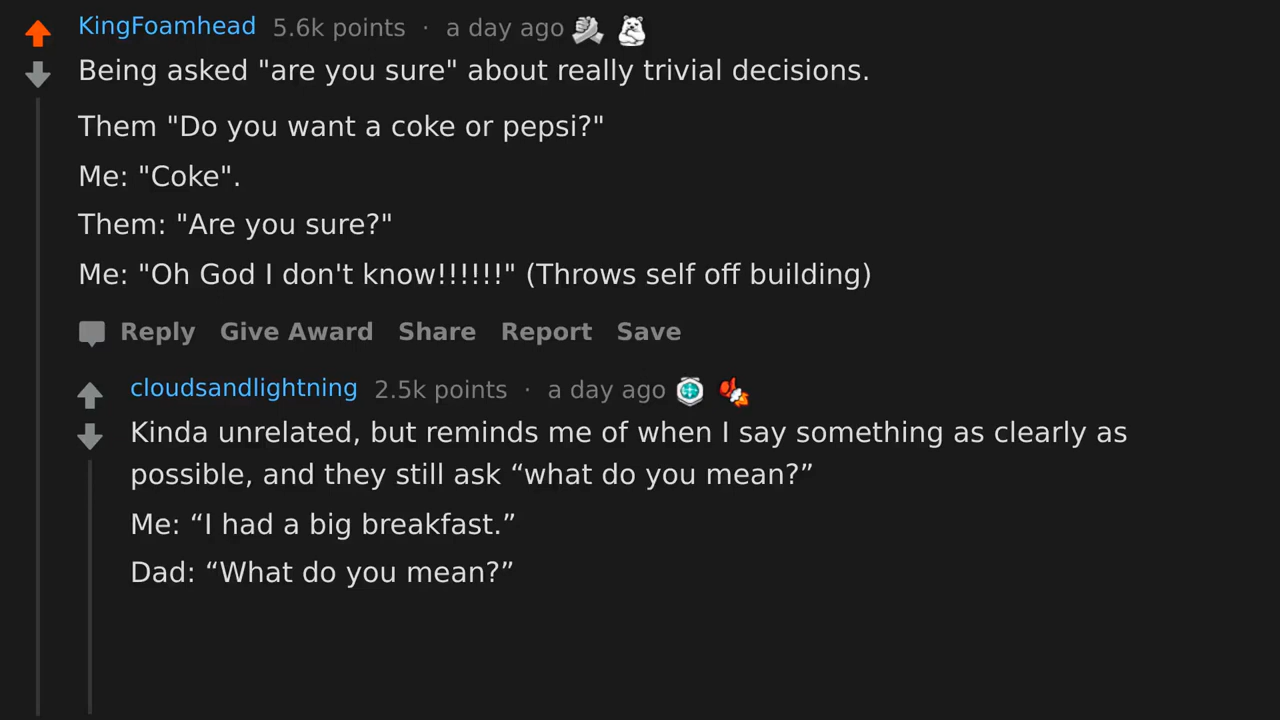 KingFoamhead 5.6k points · a day ago
Being asked "are you sure" about really trivial decisions.
Them "Do you want a coke or pepsi?"
Me: "Coke".
Them: "Are you sure?"
Me: "Oh God I don't know!!!!!!" (Throws self off building)
Reply Give Award Share Report Save
cloudsandlightning 2.5k points · a day ago
Kinda unrelated, but reminds me of when I say something as clearly as
possible, and they still ask “what do you mean?”
Me: “I had a big breakfast.”
Dad: “What do you mean?”